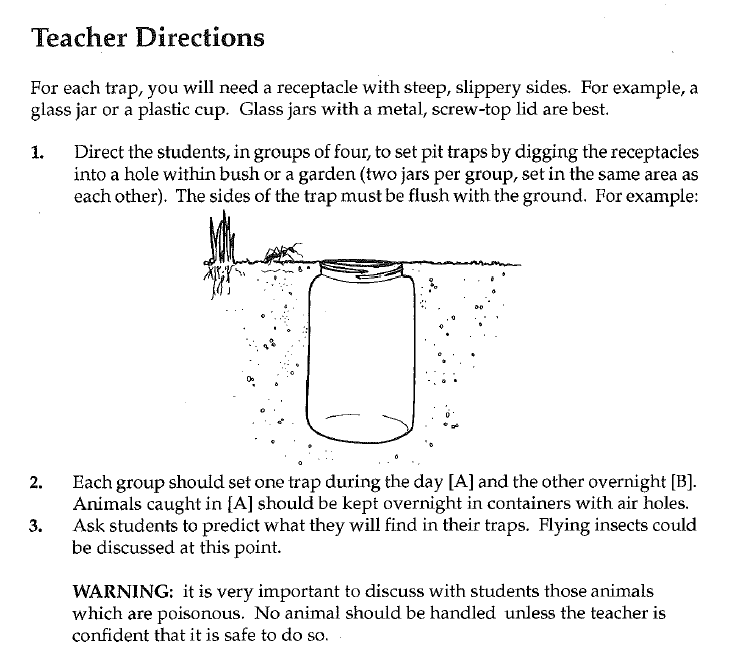 Teacher Directions
For each trap, you will need a receptacle with steep, slippery sides. For example, a
glass jar or a plastic cup. Glass jars with a metal, screw-top lid are best.
1. Direct the students, in groups of four, to set pit traps by digging the receptacles
into a hole within bush or a garden (two jars per group, set in the same area as
each other). The sides of the trap must be flush with the ground. For example:
2. Each group should set one trap during the day [A] and the other overnight [B].
Animals caught in [A] should be kept overnight in containers with air holes.
3. Ask students to predict what they will find in their traps. Flying insects could
be discussed at this point.
WARNING: it is very important to discuss with students those animals
which are poisonous. No animal should be handled unless the teacher is
confident that it is safe to do so.